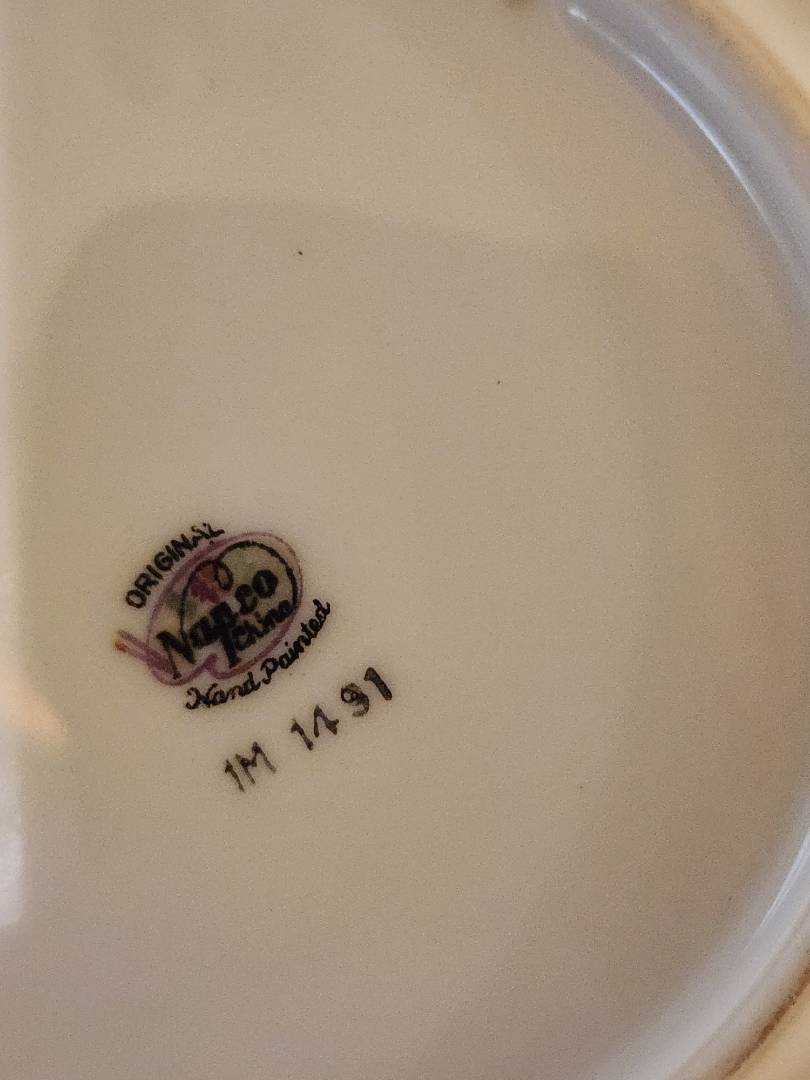 ORIGINAL
Napco
China
Hand Painted
1M 1491